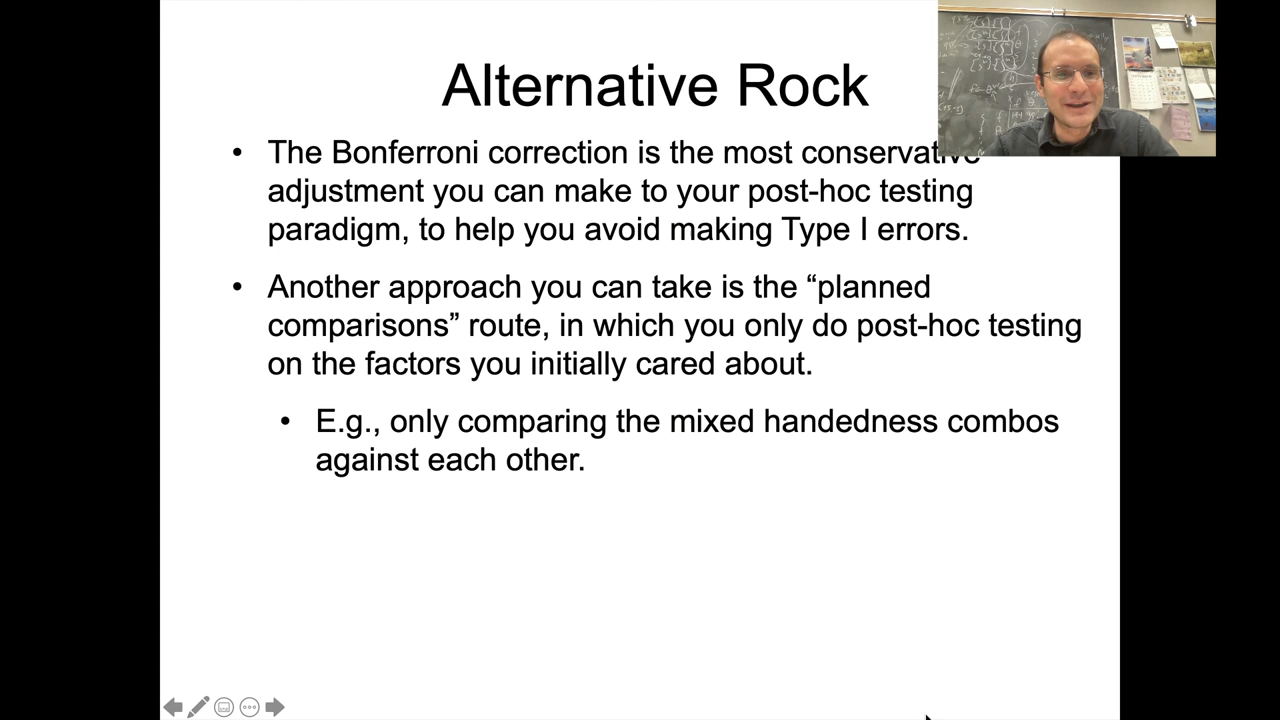 Alternative Rock
• The Bonferroni correction is the most conservative
adjustment you can make to your post-hoc testing
paradigm, to help you avoid making Type I errors.
• Another approach you can take is the “planned
comparisons” route, in which you only do post-hoc testing
on the factors you initially cared about.
• E.g., only comparing the mixed handedness combos
against each other.